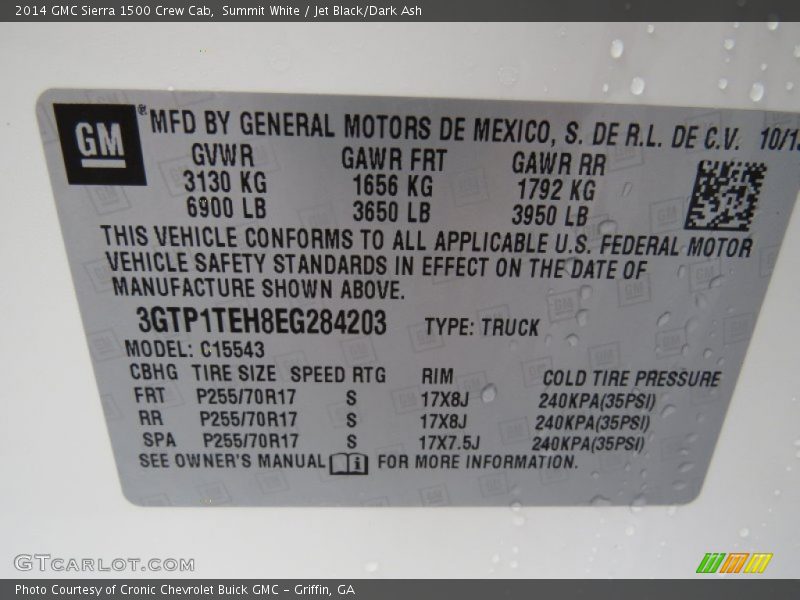 2014 GMC Sierra 1500 Crew Cab,  Summit White / Jet Black/Dark Ash
GM ® MFD BY GENERAL MOTORS DE MEXICO, S. DE R.L. DE C.V.
GVWR GAWR FRT GAWR RR
3130 KG 1656 KG 1792 KG
6900 LB 3650 LB 3950 LB
THIS VEHICLE CONFORMS TO ALL APPLICABLE U.S. FEDERAL MOTOR
VEHICLE SAFETY STANDARDS IN EFFECT ON THE DATE OF
MANUFACTURE SHOWN ABOVE.
3GTP1TEH8EG284203 TYPE: TRUCK
MODEL: C15543
CBHG TIRE SIZE SPEED RTG RIM COLD TIRE PRESSURE
FRT P255/70R17 S 17X8J 240KPA(35PSI)
RR P255/70R17 S 17X8J 240KPA(35PSI)
SPA P255/70R17 S 17X7.5J 240KPA(35PSI)
SEE OWNER'S MANUAL FOR MORE INFORMATION.
GTCARLOT.COM
Photo Courtesy of Cronic Chevrolet Buick GMC - Griffin, GA